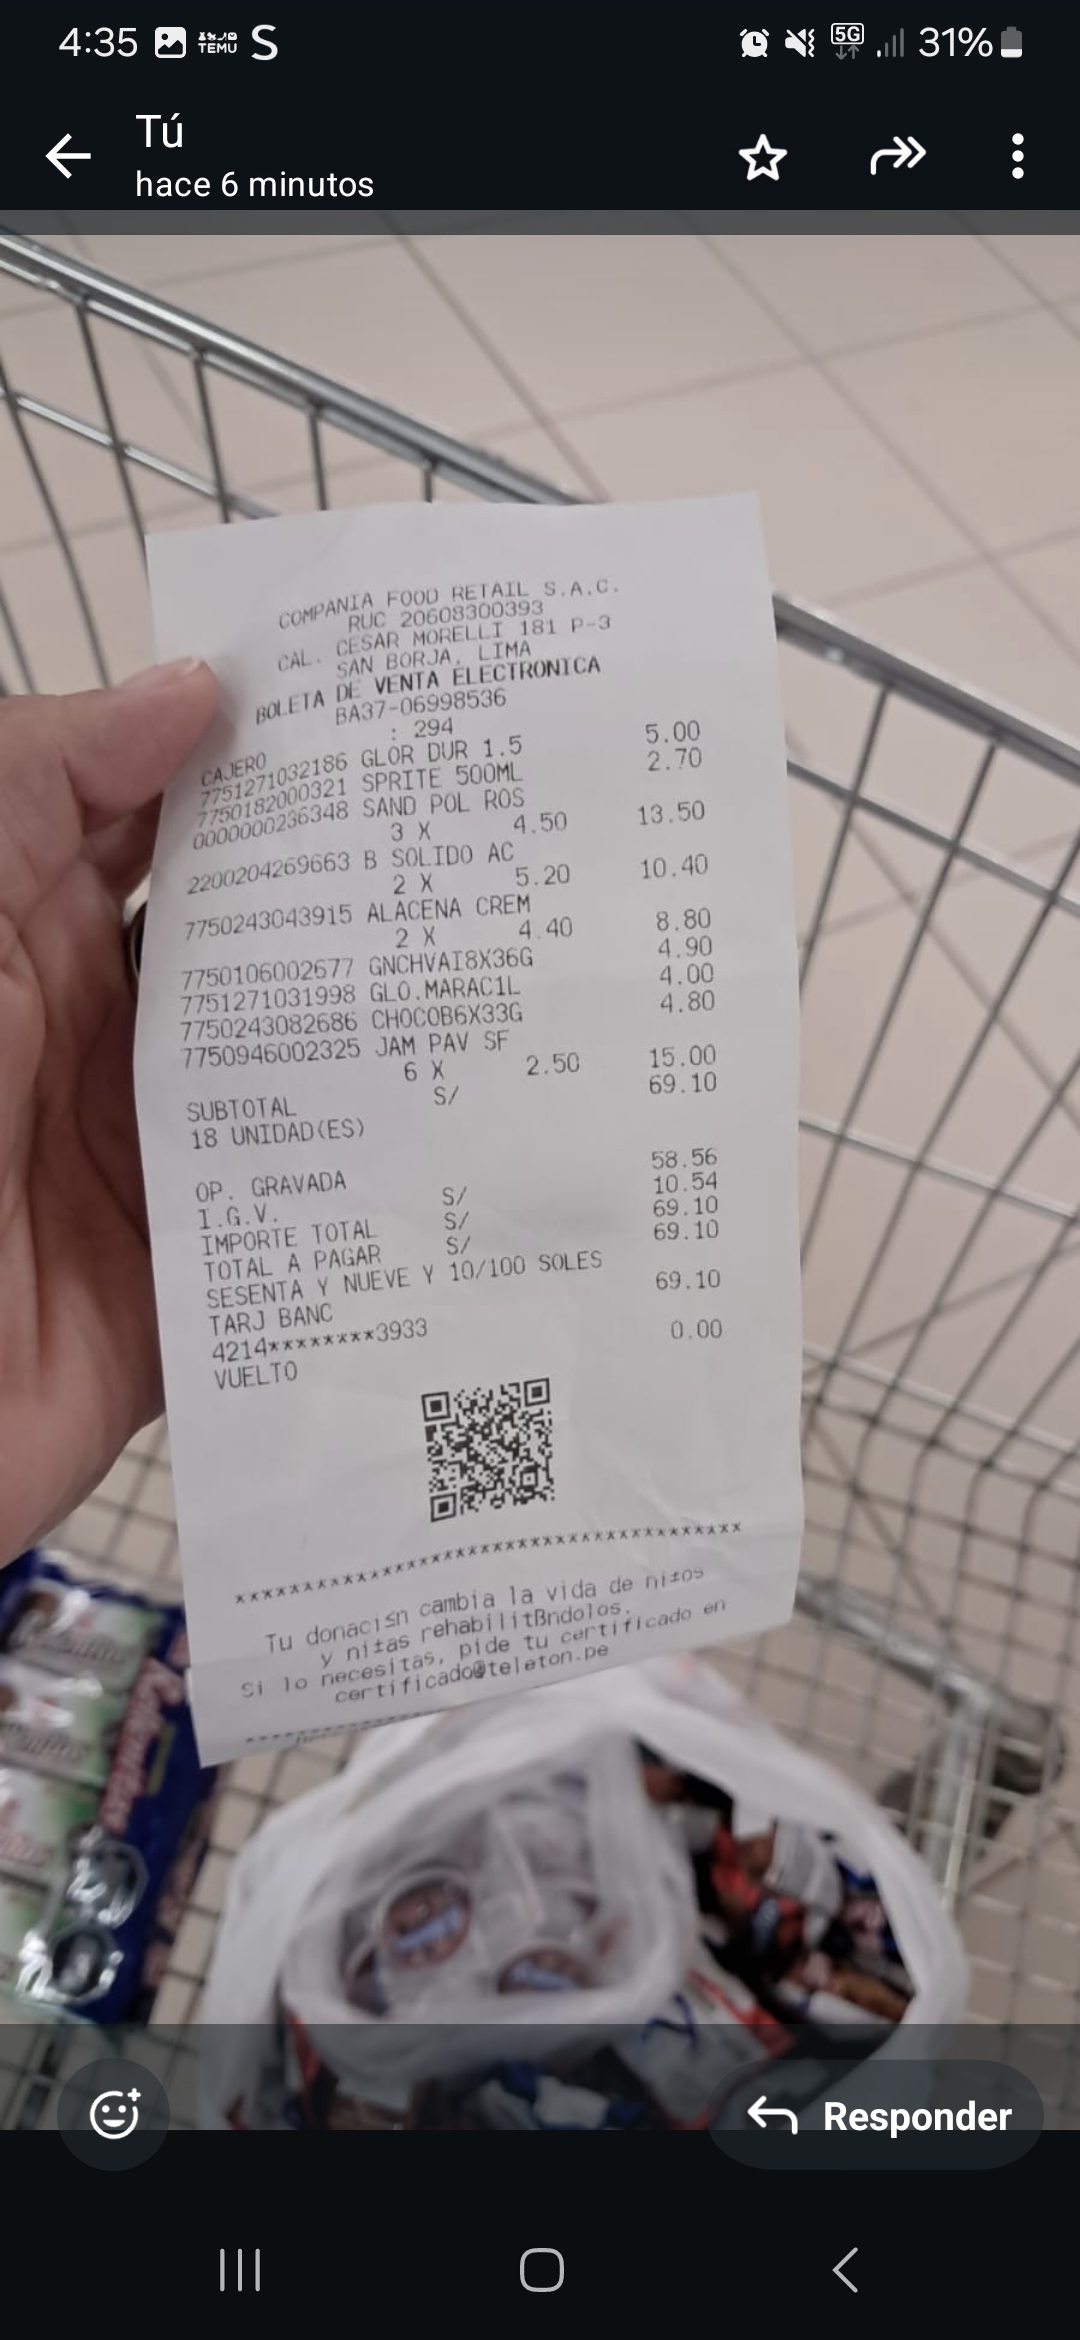 4:35 TEMU S 5G 31%
Tú
hace 6 minutos
COMPANIA FOOD RETAIL S.A.C.
RUC 20608300393
CAL. CESAR MORELLI 181 P-3
SAN BORJA, LIMA
BOLETA DE VENTA ELECTRONICA
BA37-06998536
CAJERO : 294
7751271032186 GLOR DUR 1.5 5.00
7750182000321 SPRITE 500ML 2.70
0000000236348 SAND POL ROS
3 X 4.50 13.50
2200204269663 B SOLIDO AC
2 X 5.20 10.40
7750243043915 ALACENA CREM
2 X 4.40 8.80
7750106002677 GNCHVAI8X36G 4.90
7751271031998 GLO.MARAC1L 4.00
7750243082686 CHOCOB6X33G 4.80
7750946002325 JAM PAV SF
6 X 2.50 15.00
SUBTOTAL S/ 69.10
18 UNIDAD(ES)
OP. GRAVADA 58.56
I.G.V. S/ 10.54
IMPORTE TOTAL S/ 69.10
TOTAL A PAGAR S/ 69.10
SESENTA Y NUEVE Y 10/100 SOLES
TARJ BANC 69.10
4214********3933
VUELTO 0.00
***************************************
Tu donaci≤n cambia la vida de ni±os
y ni±as rehabilitßndolos.
Si lo necesitas, pide tu certificado en
certificado@teleton.pe
Responder